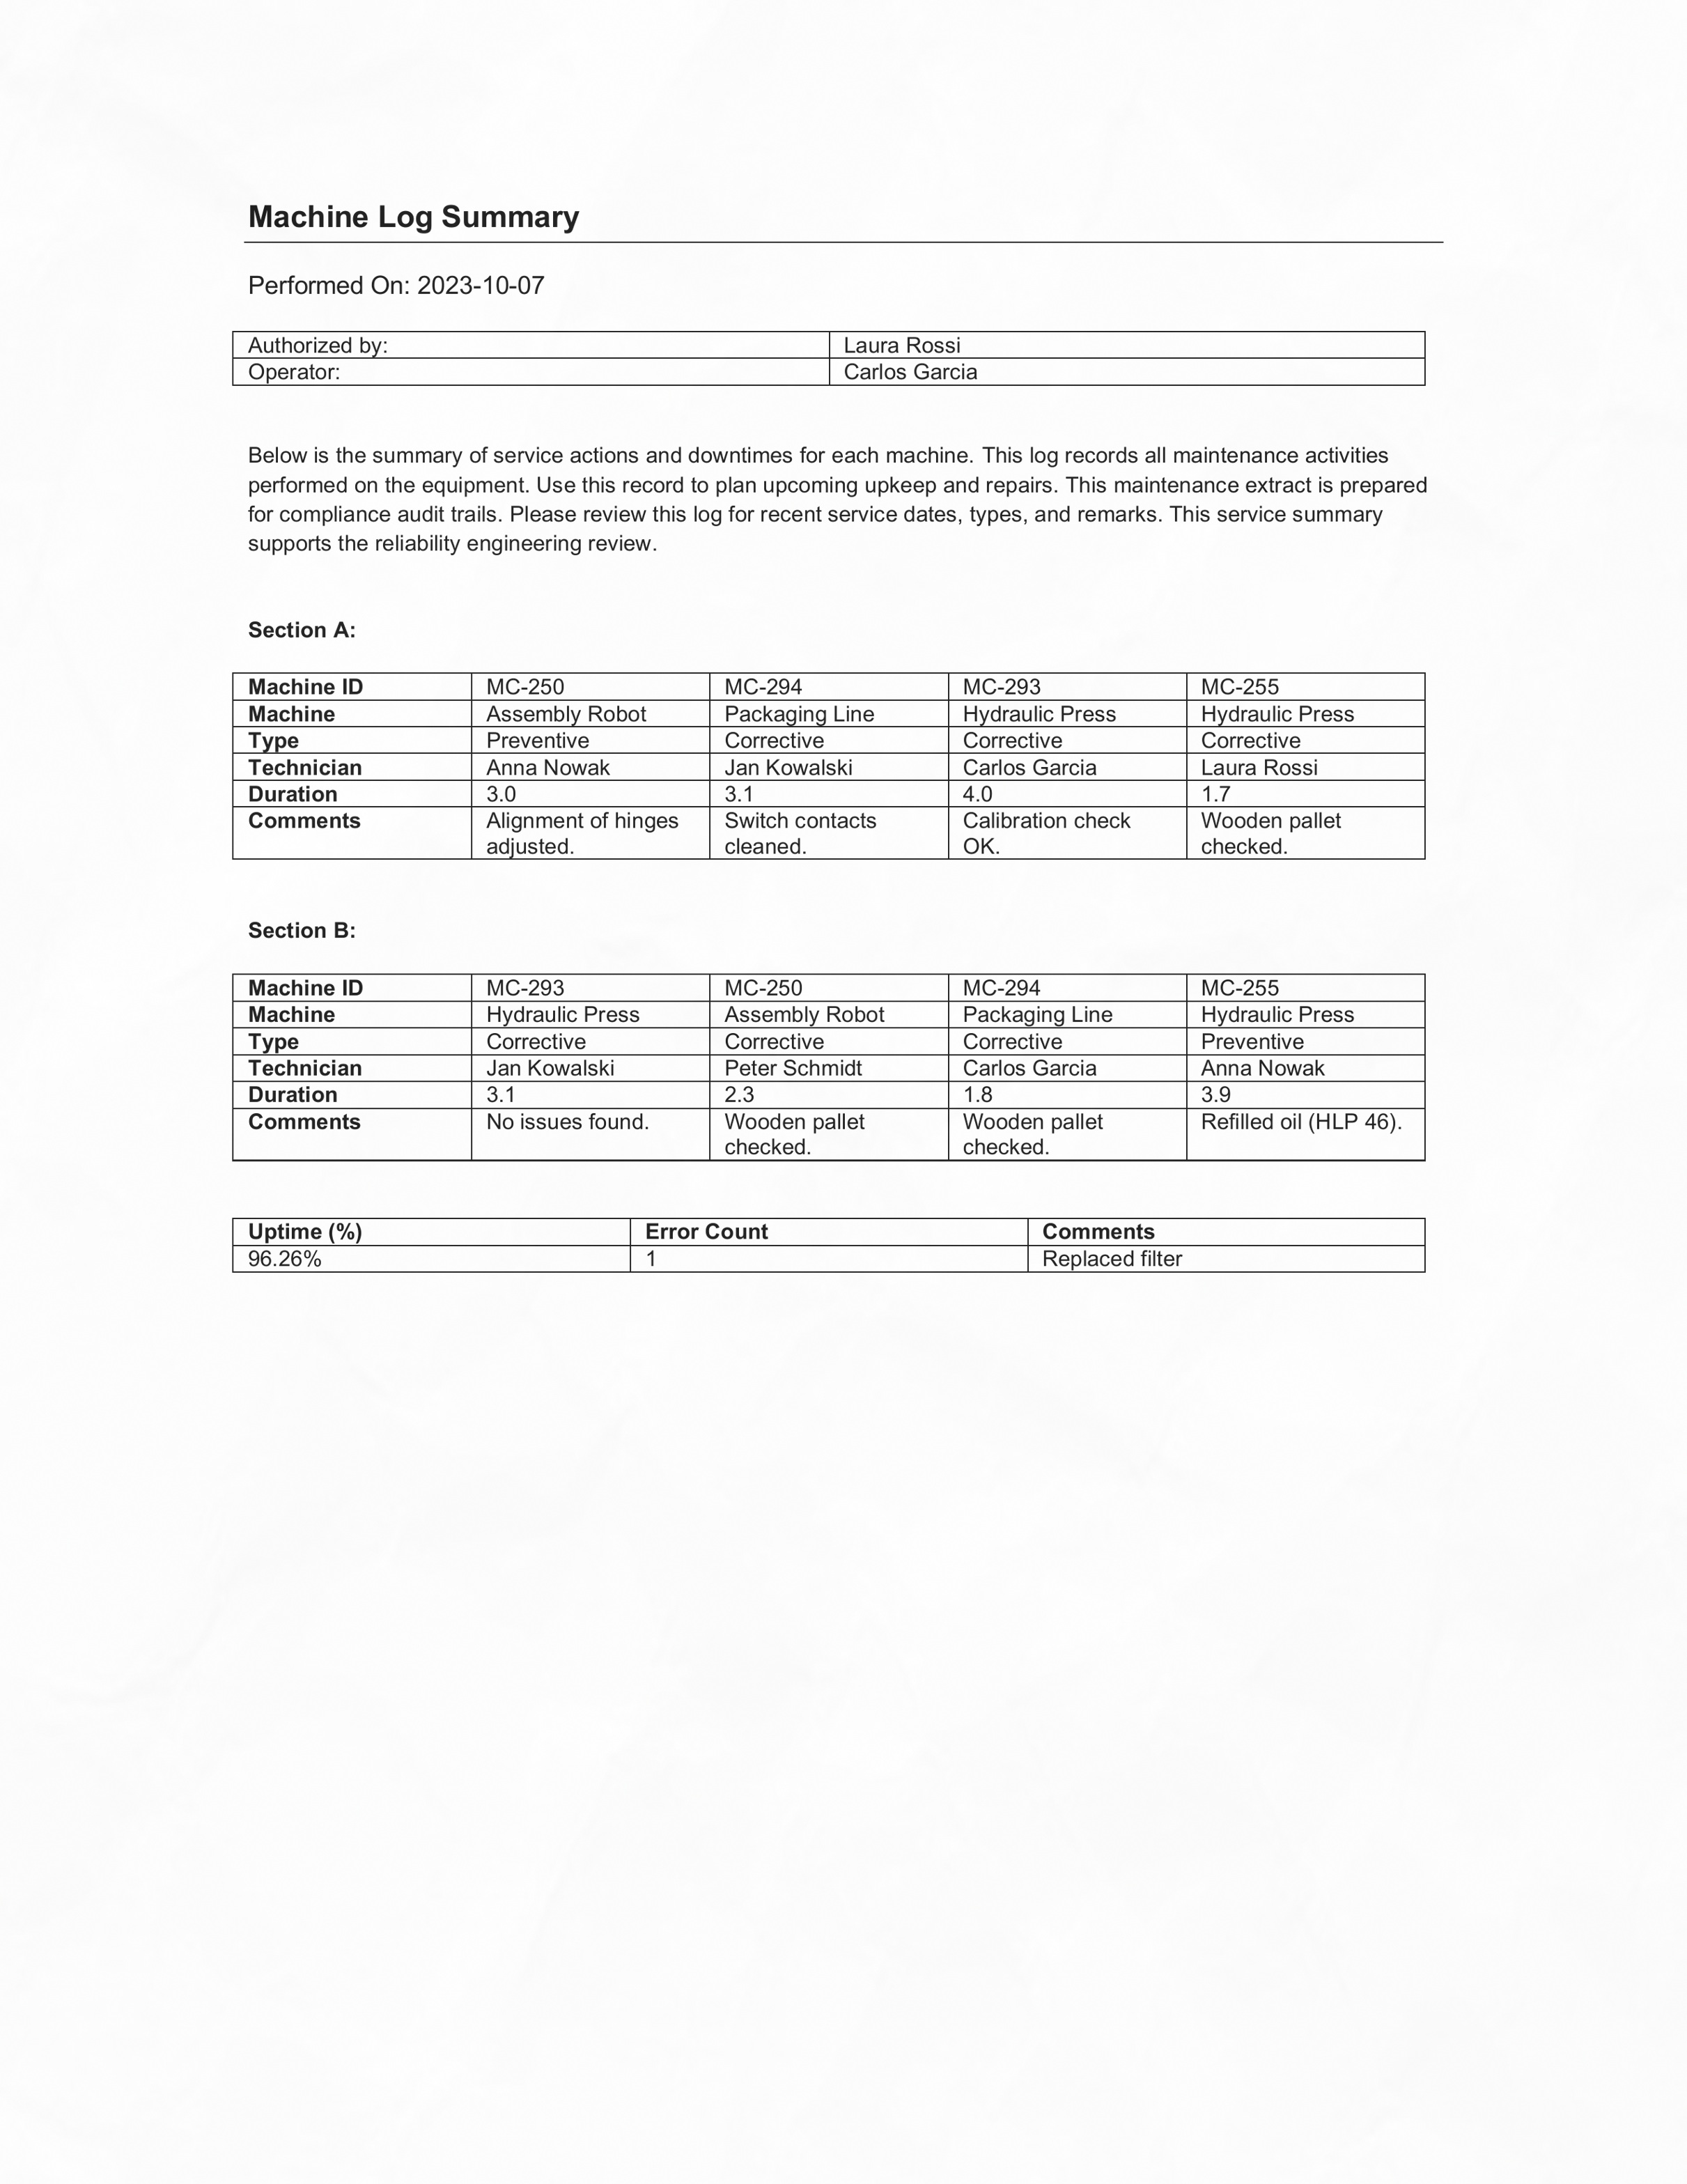 Machine Log Summary
Performed On: 2023-10-07
Authorized by: Laura Rossi
Operator: Carlos Garcia
Below is the summary of service actions and downtimes for each machine. This log records all maintenance activities
performed on the equipment. Use this record to plan upcoming upkeep and repairs. This maintenance extract is prepared
for compliance audit trails. Please review this log for recent service dates, types, and remarks. This service summary
supports the reliability engineering review.
Section A:
Machine ID MC-250 MC-294 MC-293 MC-255
Machine Assembly Robot Packaging Line Hydraulic Press Hydraulic Press
Type Preventive Corrective Corrective Corrective
Technician Anna Nowak Jan Kowalski Carlos Garcia Laura Rossi
Duration 3.0 3.1 4.0 1.7
Comments Alignment of hinges Switch contacts Calibration check Wooden pallet
adjusted. cleaned. OK. checked.
Section B:
Machine ID MC-293 MC-250 MC-294 MC-255
Machine Hydraulic Press Assembly Robot Packaging Line Hydraulic Press
Type Corrective Corrective Corrective Preventive
Technician Jan Kowalski Peter Schmidt Carlos Garcia Anna Nowak
Duration 3.1 2.3 1.8 3.9
Comments No issues found. Wooden pallet Wooden pallet Refilled oil (HLP 46).
checked. checked.
Uptime (%) Error Count Comments
96.26% 1 Replaced filter